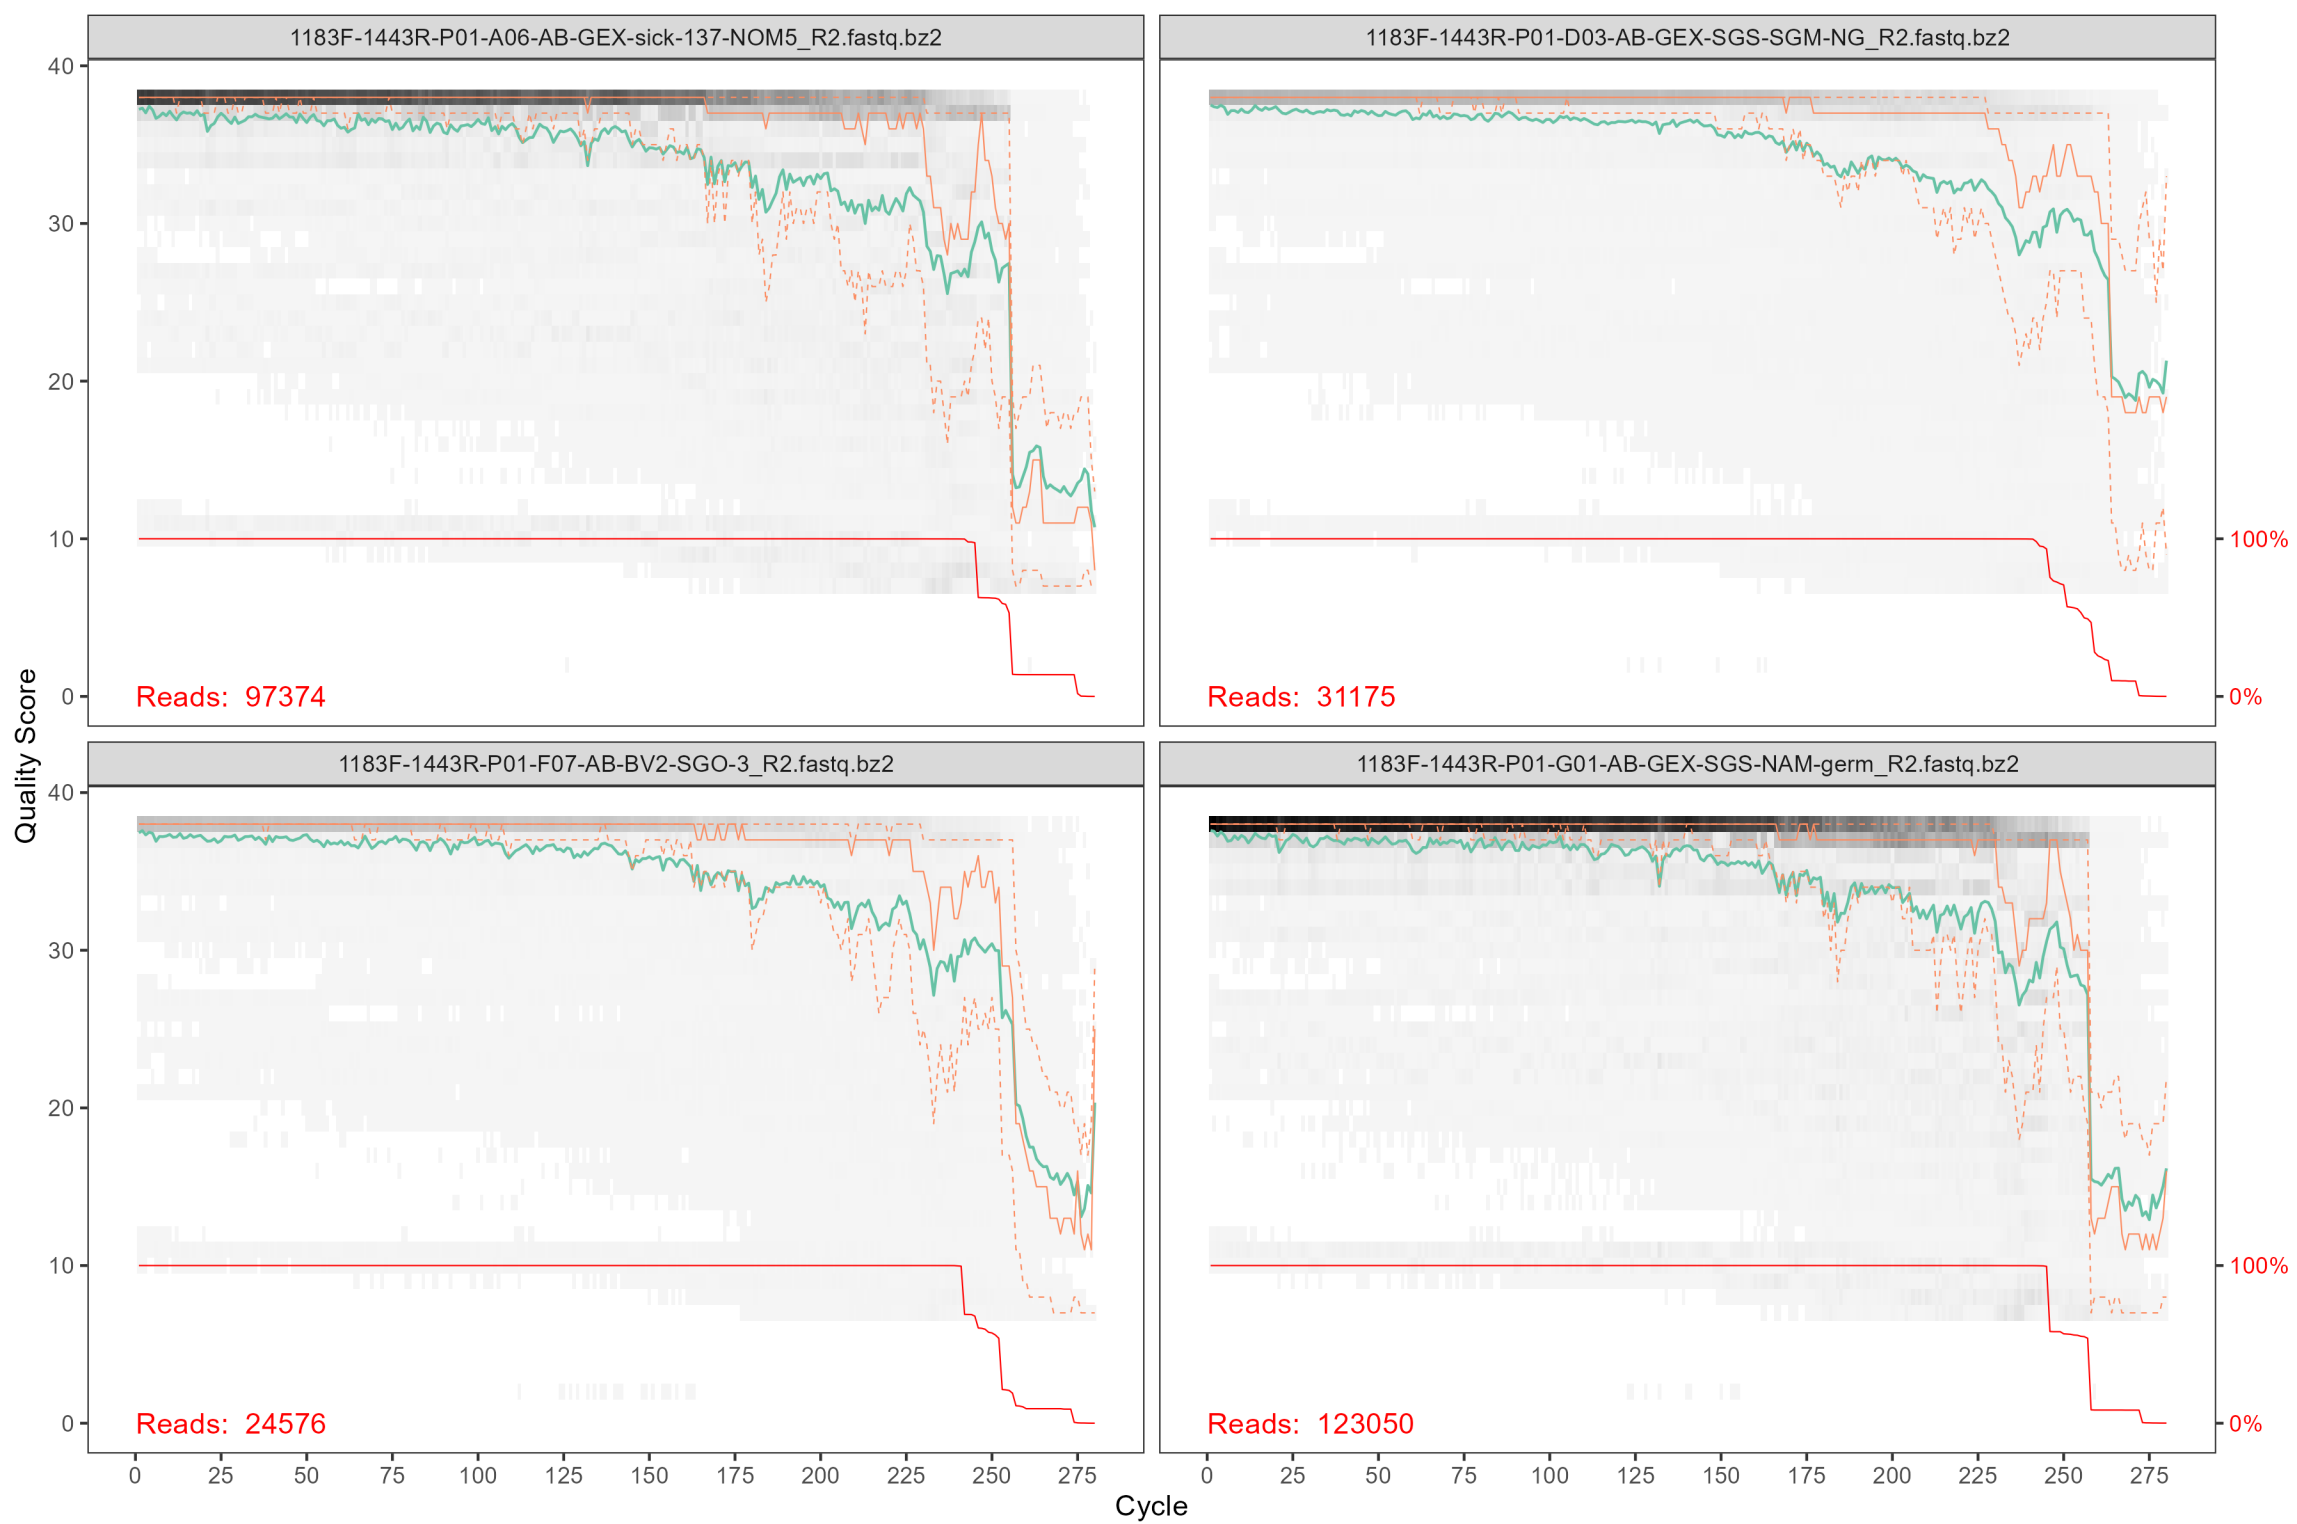 1183F-1443R-P01-A06-AB-GEX-sick-137-NOM5_R2.fastq.bz2
1183F-1443R-P01-D03-AB-GEX-SGS-SGM-NG_R2.fastq.bz2
40
30
20
10
0
100%
0%
Reads: 97374
Reads: 31175
Quality Score
1183F-1443R-P01-F07-AB-BV2-SGO-3_R2.fastq.bz2
1183F-1443R-P01-G01-AB-GEX-SGS-NAM-germ_R2.fastq.bz2
40
30
20
10
0
100%
0%
Reads: 24576
Reads: 123050
0 25 50 75 100 125 150 175 200 225 250 275
0 25 50 75 100 125 150 175 200 225 250 275
Cycle